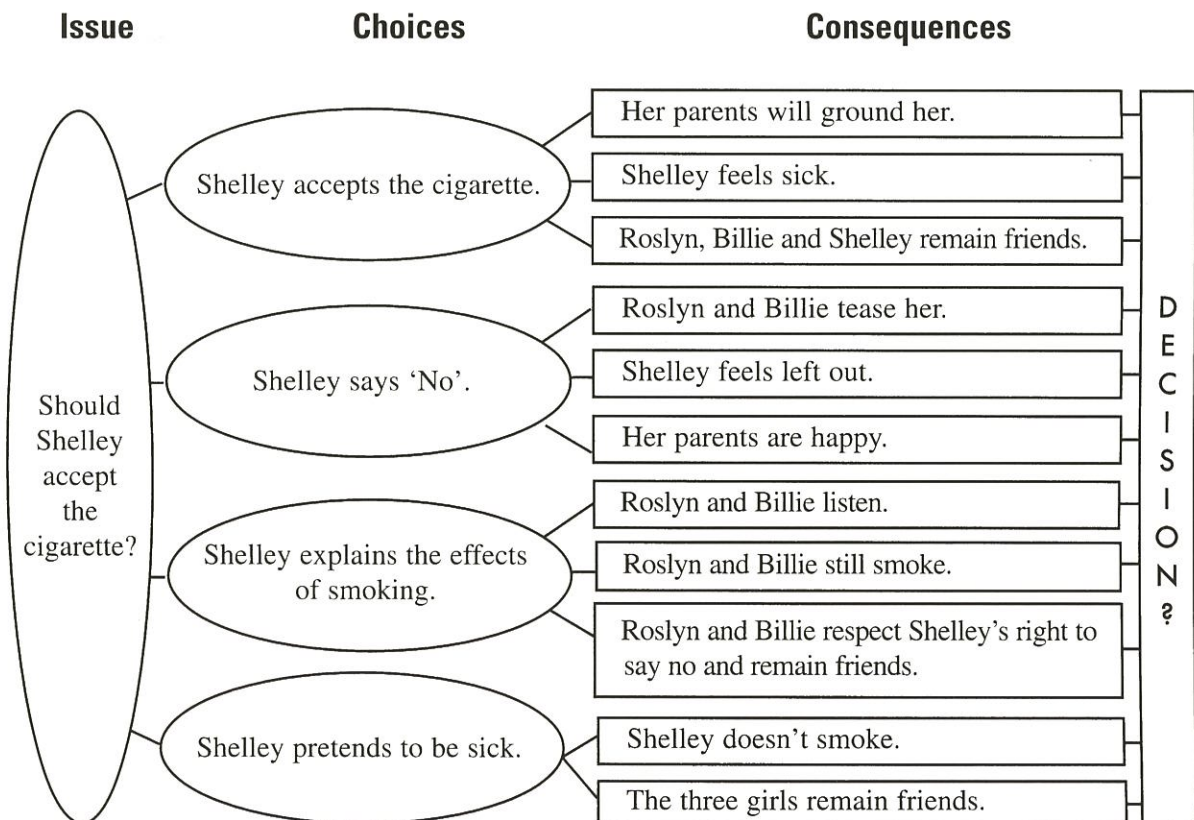 Issue
Choices
Consequences
Should
Shelley
accept
the
cigarette?
Shelley accepts the cigarette.
Her parents will ground her.
Shelley feels sick.
Roslyn, Billie and Shelley remain friends.
Shelley says ‘No’.
Roslyn and Billie tease her.
Shelley feels left out.
Her parents are happy.
Shelley explains the effects
of smoking.
Roslyn and Billie listen.
Roslyn and Billie still smoke.
Roslyn and Billie respect Shelley’s right to
say no and remain friends.
Shelley pretends to be sick.
Shelley doesn’t smoke.
The three girls remain friends.
DECISION?